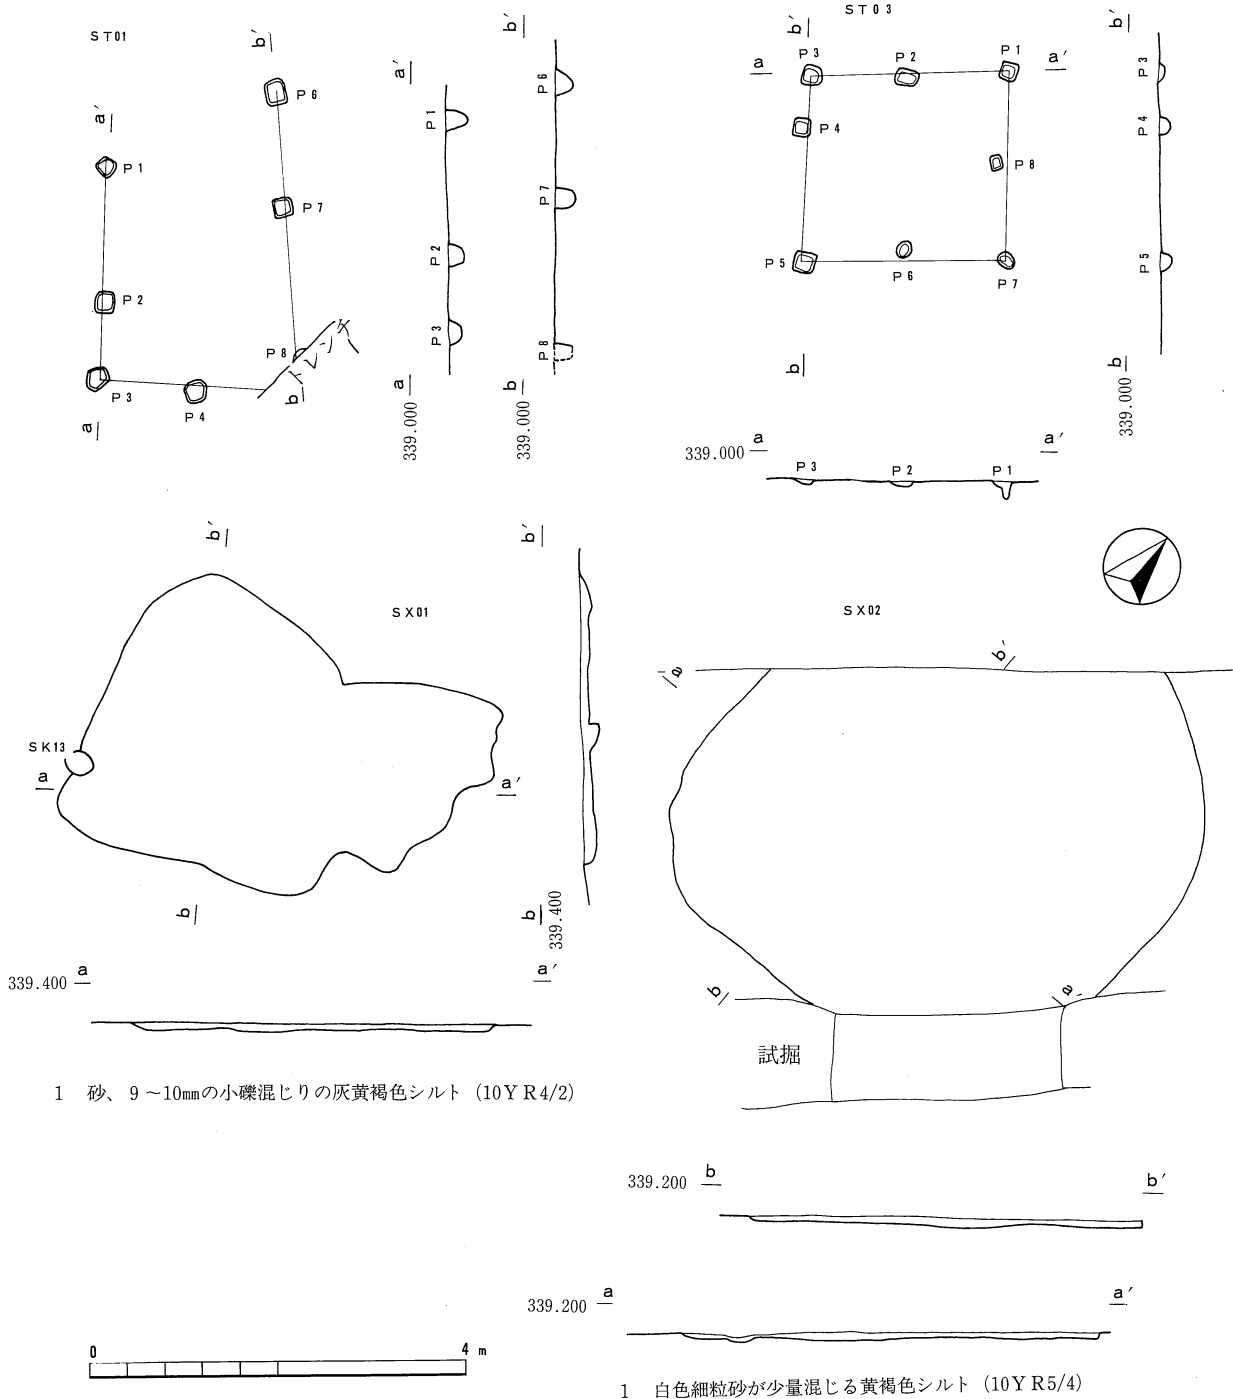 ST01
b′
P6
a′
P1
P7
P2
P8
トレンチ
P3
P4
b
a
a′
P1
P2
P3
a
339.000
b′
P6
P7
P8
b
339.000
ST03
b′
a
P3
P2
P1
a′
P4
P8
P5
P6
P7
b
b′
P3
P4
P5
b
339.000
339.000 a
a′
P3
P2
P1
b′
SX01
SK13
a
a′
b
b′
b
339.400
339.400 a
a′
1 砂、9～10㎜の小礫混じりの灰黄褐色シルト (10YR4/2)
SX02
a
b′
b
a′
試掘
339.200 b
b′
339.200 a
a′
1 白色細粒砂が少量混じる黄褐色シルト (10YR5/4)
0
4 m